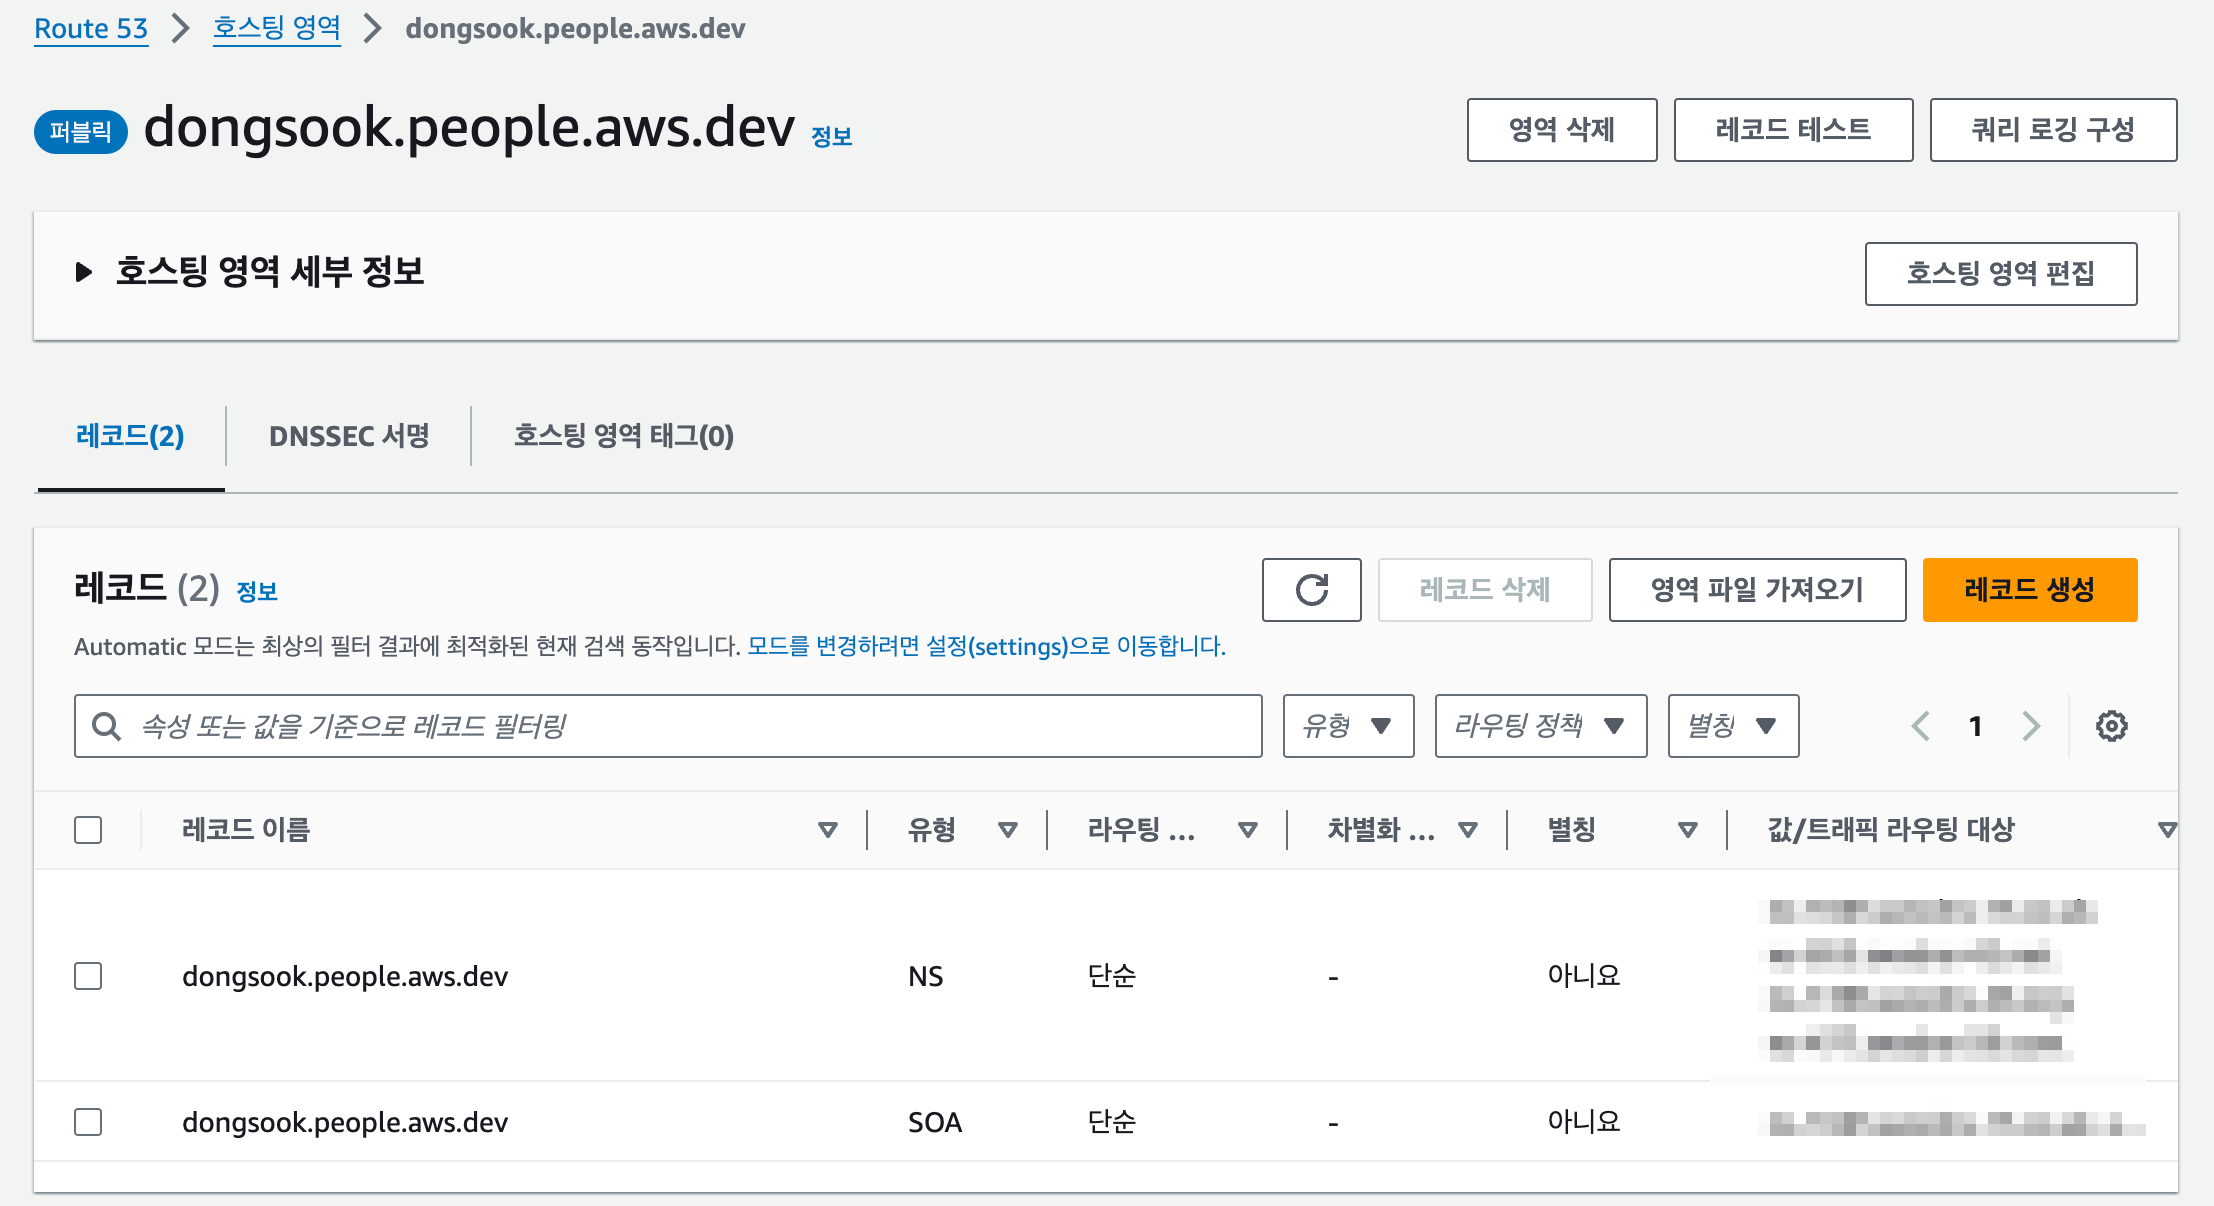 Route 53 > 호스팅 영역 > dongsook.people.aws.dev
퍼블릭 dongsook.people.aws.dev 정보
영역 삭제 레코드 테스트 쿼리 로깅 구성
호스팅 영역 세부 정보 호스팅 영역 편집
레코드(2) DNSSEC 서명 호스팅 영역 태그(0)
레코드 (2) 정보 레코드 삭제 영역 파일 가져오기 레코드 생성
Automatic 모드는 최상의 필터 결과에 최적화된 현재 검색 동작입니다. 모드를 변경하려면 설정(settings)으로 이동합니다.
속성 또는 값을 기준으로 레코드 필터링 유형 라우팅 정책 별칭 1
레코드 이름 유형 라우팅 ... 차별화 ... 별칭 값/트래픽 라우팅 대상
dongsook.people.aws.dev NS 단순 - 아니요
dongsook.people.aws.dev SOA 단순 - 아니요